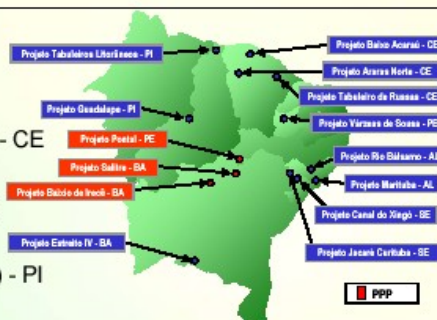 Projeto Tabuleiros Litorâneos - PI
Projeto Baixo Acaraú - CE
Projeto Araras Norte - CE
Projeto Tabuleiro de Russas - CE
Projeto Guadalupe - PI
Projeto Várzeas de Sousa - PB
- CE
Projeto Pontal - PE
Projeto Salitre - BA
Projeto Rio Bálsamo - AL
Projeto Baixio de Irecê - BA
Projeto Marituba - AL
Projeto Canal do Xingó - SE
Projeto Estreito IV - BA
Projeto Jacaré Curituba - SE
) - PI
PPP